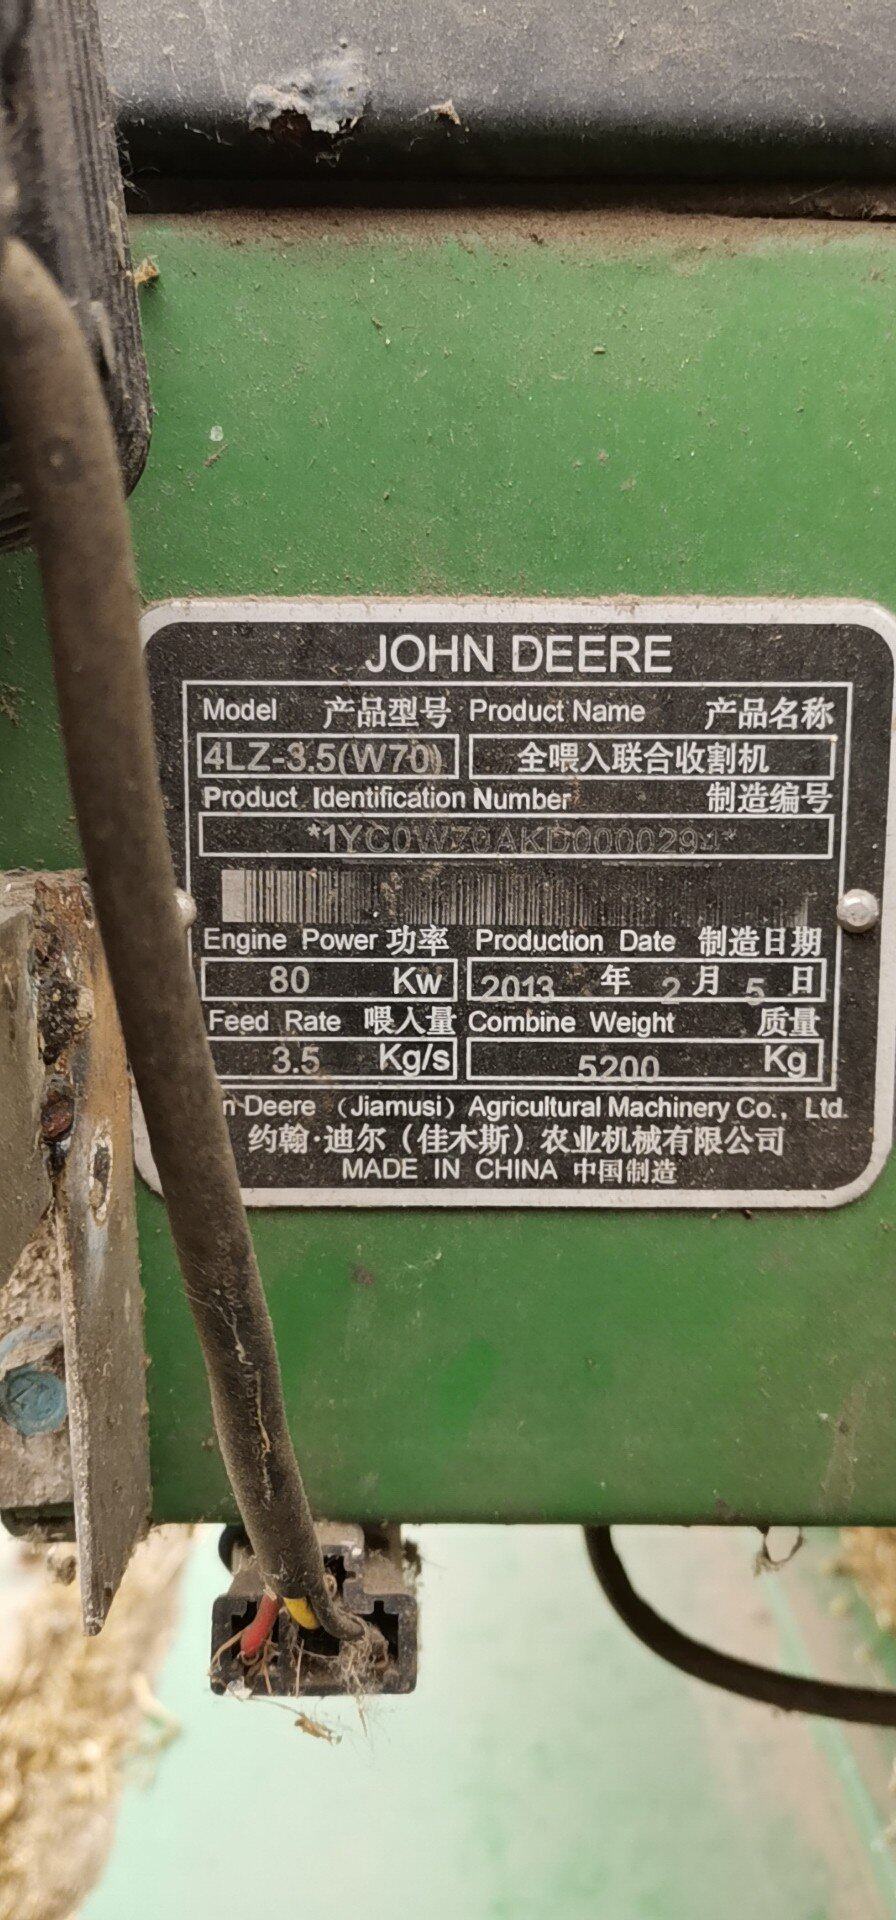 JOHN DEERE
Model 产品型号 Product Name 产品名称
4LZ-3.5(W70) 全喂入联合收割机
Product Identification Number 制造编号
*1YC0W70AKD0000294*
Engine Power 功率 Production Date 制造日期
80 Kw 2013 年 2 月 5 日
Feed Rate 喂入量 Combine Weight 质量
3.5 Kg/s 5200 Kg
Deere (Jiamusi) Agricultural Machinery Co., Ltd.
约翰·迪尔(佳木斯)农业机械有限公司
MADE IN CHINA 中国制造